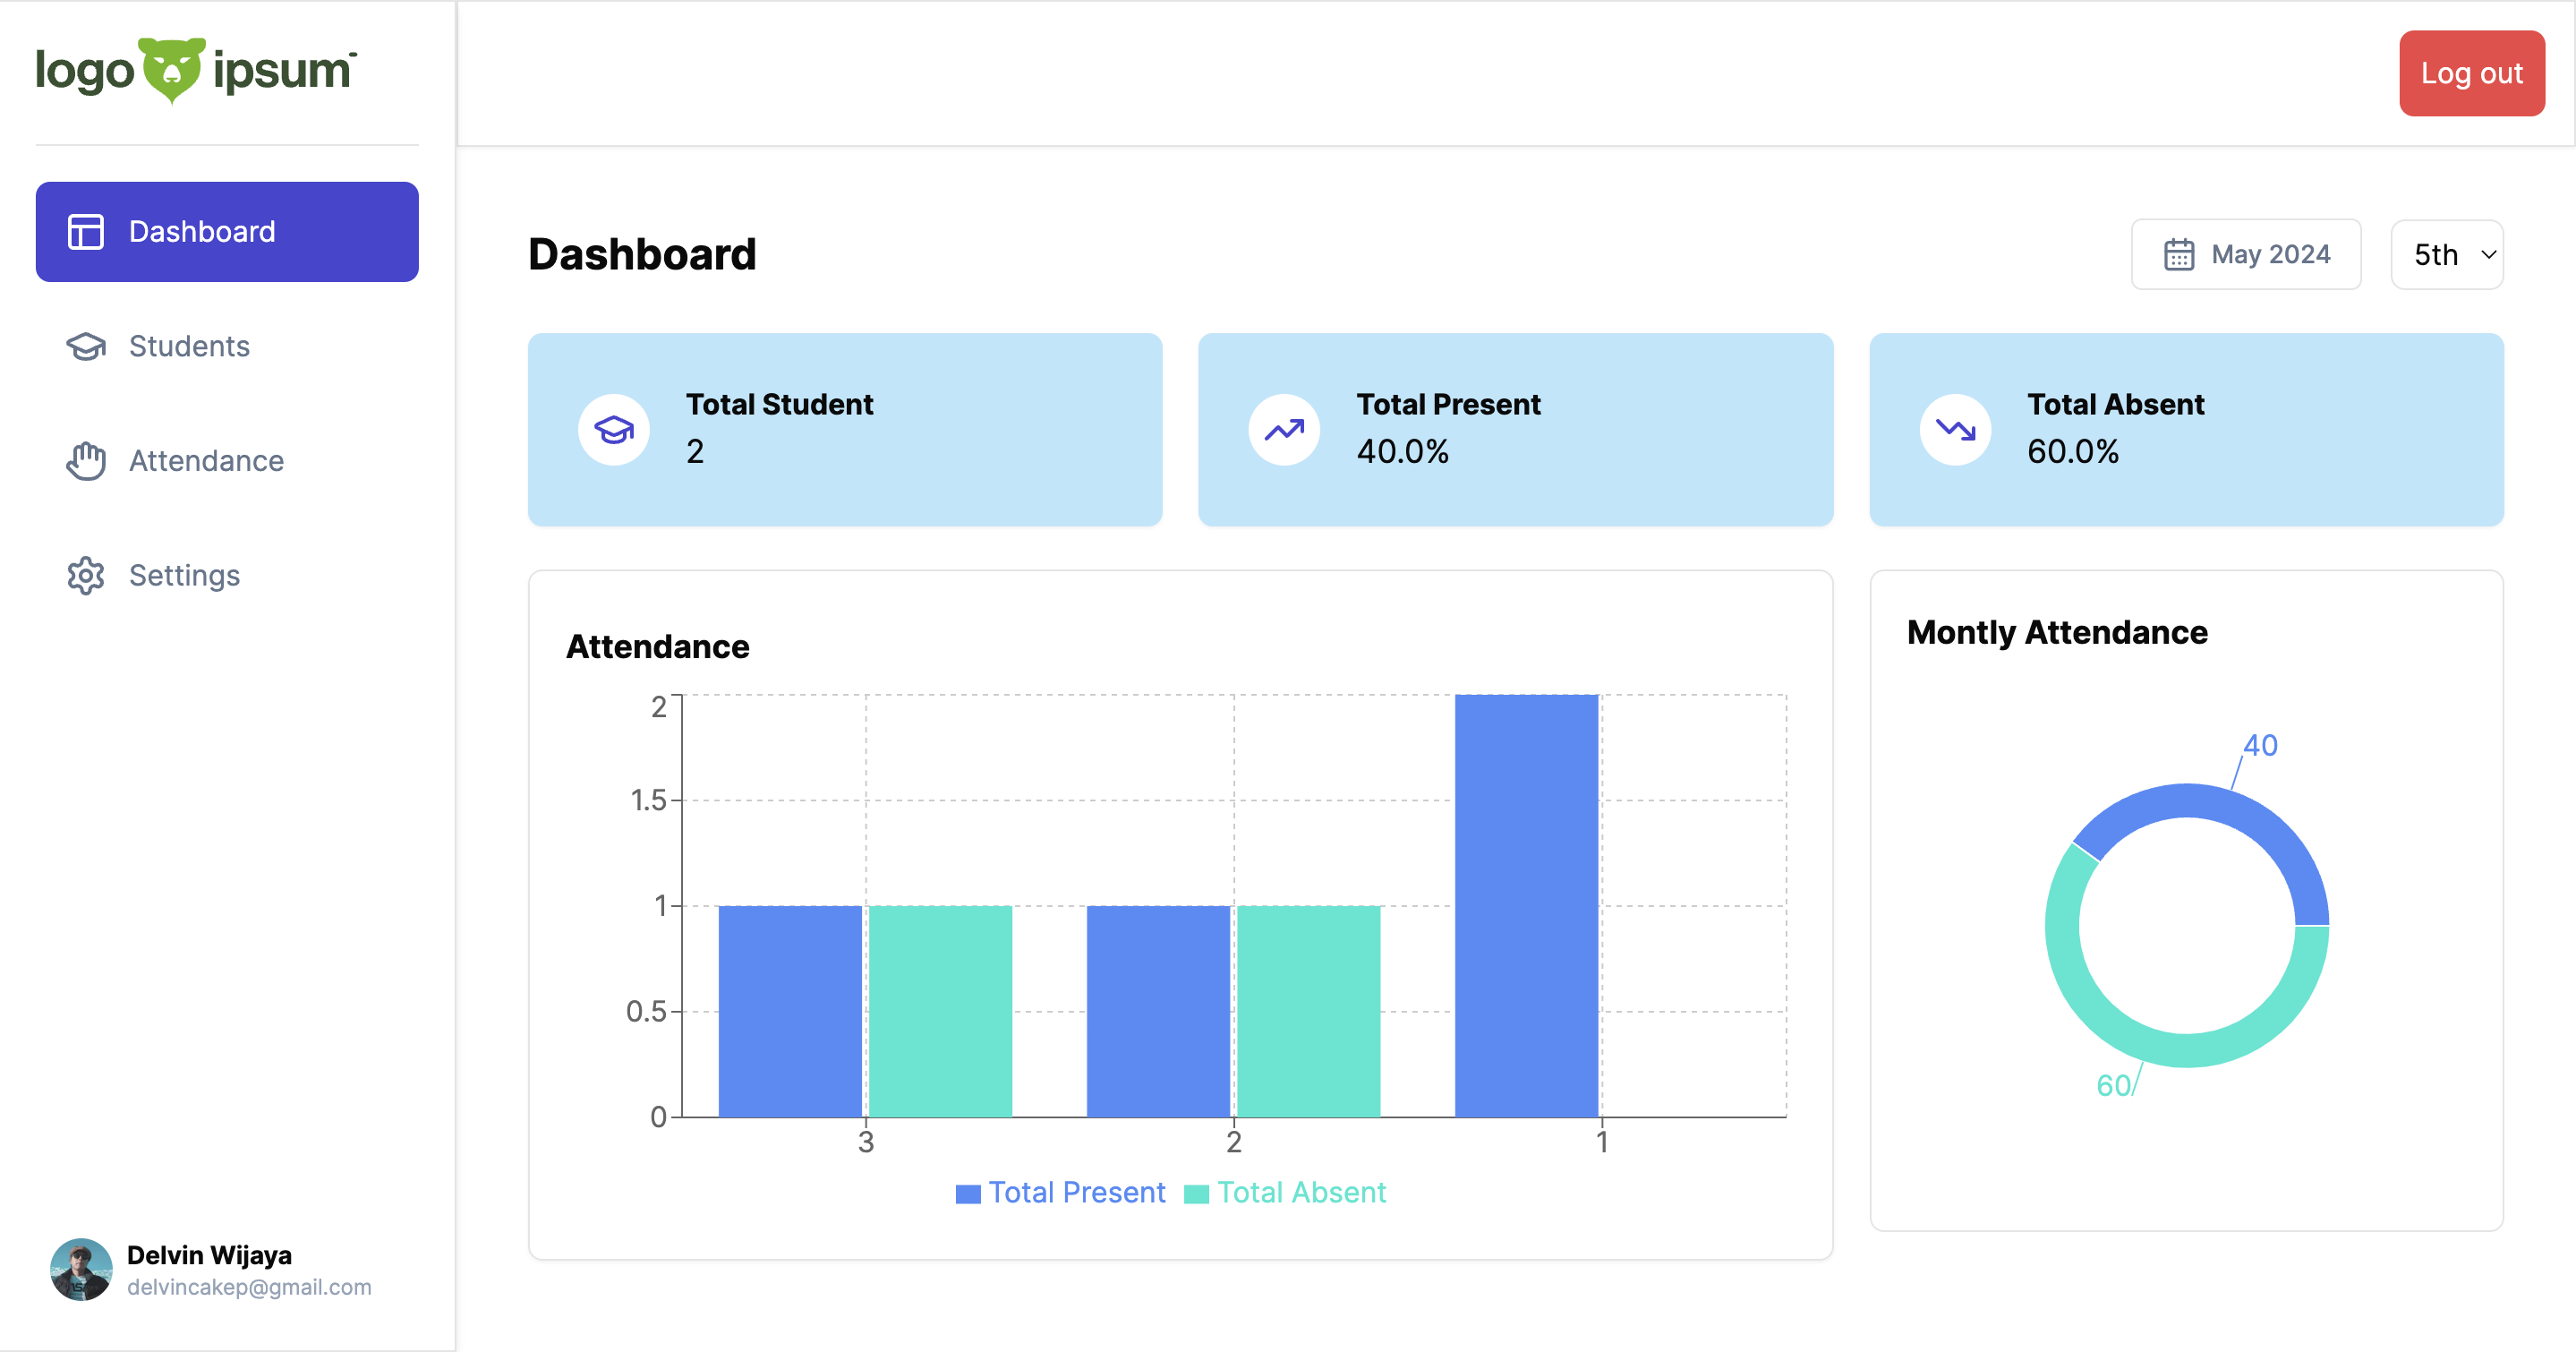 logo ipsum
Log out
Dashboard
Students
Attendance
Settings
Delvin Wijaya
delvincakep@gmail.com
Dashboard
May 2024
5th
Total Student
2
Total Present
40.0%
Total Absent
60.0%
Attendance
2
1.5
1
0.5
0
3 2 1
Total Present Total Absent
Montly Attendance
40
60